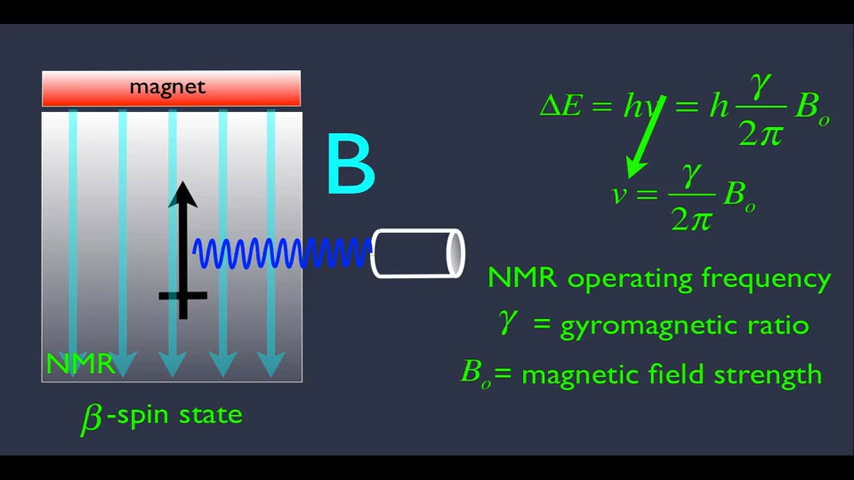 magnet
B
NMR
β-spin state
ΔE = hν = h γ/2π Bo
ν = γ/2π Bo
NMR operating frequency
γ = gyromagnetic ratio
Bo = magnetic field strength